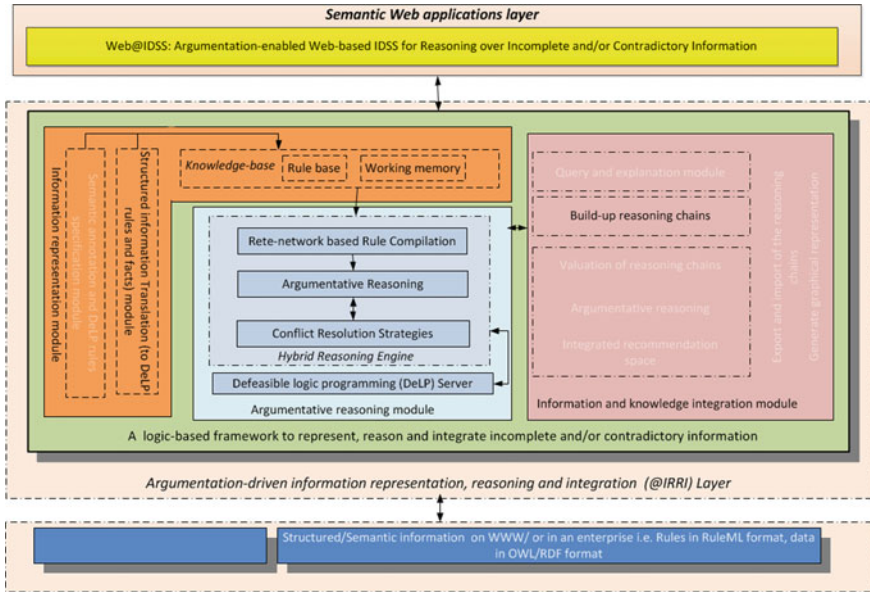 Semantic Web applications layer
Web@IDSS: Argumentation-enabled Web-based IDSS for Reasoning over Incomplete and/or Contradictory Information
Information representation module
Semantic annotation and DeLP rules
specification module
Structured information Translation (to DeLP
rules and facts) module
Knowledge-base
Rule base
Working memory
Rete-network based Rule Compilation
Argumentative Reasoning
Conflict Resolution Strategies
Hybrid Reasoning Engine
Defeasible logic programming (DeLP) Server
Argumentative reasoning module
Query and explanation module
Build-up reasoning chains
Valuation of reasoning chains
Argumentative reasoning
Integrated recommendation
space
Export and import of the reasoning
chains
Generate graphical representation
Information and knowledge integration module
A logic-based framework to represent, reason and integrate incomplete and/or contradictory information
Argumentation-driven information representation, reasoning and integration (@IRRI) Layer
Structured/Semantic information on WWW/ or in an enterprise i.e. Rules in RuleML format, data
in OWL/RDF format